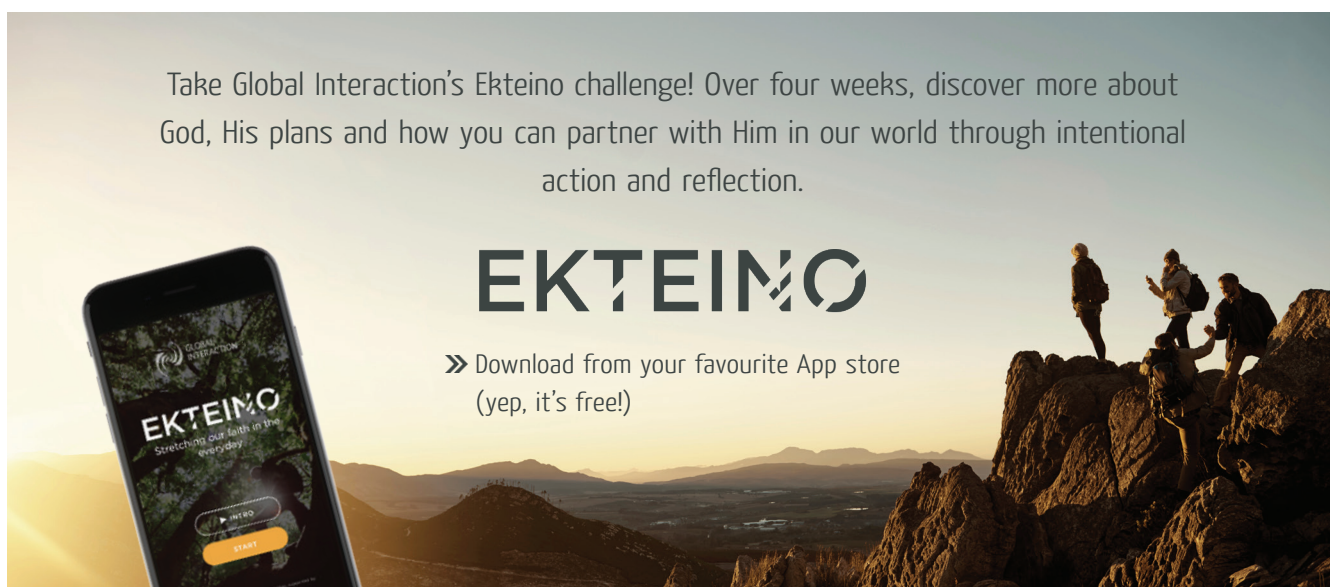 Take Global Interaction's Ekteino challenge! Over four weeks, discover more about
God, His plans and how you can partner with Him in our world through intentional
action and reflection.
EKTEINO
» Download from your favourite App store
(yep, it's free!)
GLOBAL
INTERACTION
EKTEINO
Stretching our faith in the
everyday
▶ INTRO
START